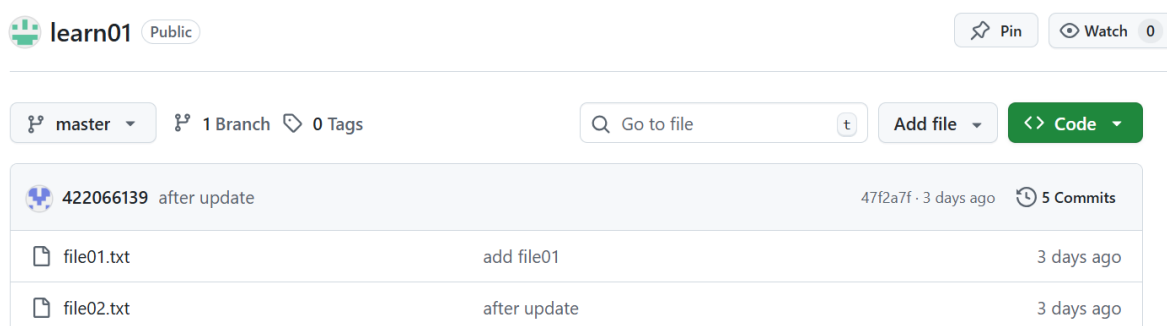 learn01 Public Pin Watch 0
master 1 Branch 0 Tags Go to file t Add file Code
422066139 after update 47f2a7f · 3 days ago 5 Commits
file01.txt add file01 3 days ago
file02.txt after update 3 days ago